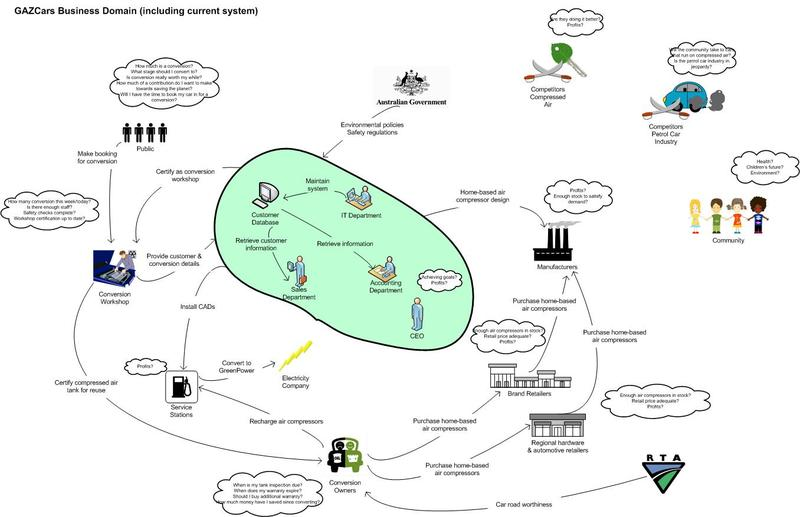 GAZCars Business Domain (including current system)
How much is a conversion?
What stage should I convert to?
Is conversion really worth my while?
How much of a contribution do I want to make
towards saving the planet?
Will I have the time to book my car in for a
conversion?
Public
Make booking
for conversion
Certify as conversion
workshop
Australian Government
Environmental policies
Safety regulations
they doing it better?
Profits?
Competitors
Compressed
Air
the community take to
that run on compressed air?
Is the petrol car industry in
jeopardy?
Competitors
Petrol Car
Industry
Health?
Children's future?
Environment?
Community
How many conversion this week/today?
Is there enough staff?
Safety checks complete?
Workshop certification up to date?
Conversion
Workshop
Provide customer &
conversion details
Maintain
system
Customer
Database
IT Department
Retrieve customer
information
Retrieve information
Sales
Department
Accounting
Department
Achieving goals?
Profits?
CEO
Home-based air
compressor design
Profits?
Enough stock to satisfy
demand?
Manufacturers
Purchase home-based
air compressors
Purchase home-based
air compressors
Install CADs
Profit?
Service
Stations
Convert to
GreenPower
Electricity
Company
Certify compressed air
tank for reuse
Recharge air compressors
Enough air compressors in stock?
Retail price adequate?
Profits?
Brand Retailers
Enough air compressors in stock?
Retail price adequate?
Profits?
Regional hardware
& automotive retailers
Purchase home-based
air compressors
Purchase home-based
air compressors
Conversion
Owners
When is my tank inspection due?
When does my warranty expire?
Should I buy additional warranty?
How much money have I saved since converting?
Car road worthiness
RTA